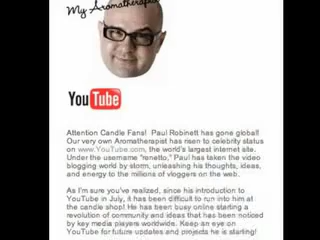 My Aromatherapist
YouTube
Attention Candle Fans! Paul Robinett has gone global!
Our very own Aromatherapist has risen to celebrity status
on www.YouTube.com, the world's largest internet site.
Under the username "renetto," Paul has taken the video
blogging world by storm, unleashing his thoughts, ideas,
and energy to the millions of vloggers on the web.
As I'm sure you've realized, since his introduction to
YouTube in July, it has been difficult to run into him at
the candle shop! He has been busy online starting a
revolution of community and ideas that has been noticed
by key media players worldwide. Keep an eye on
YouTube for future updates and projects he is starting!